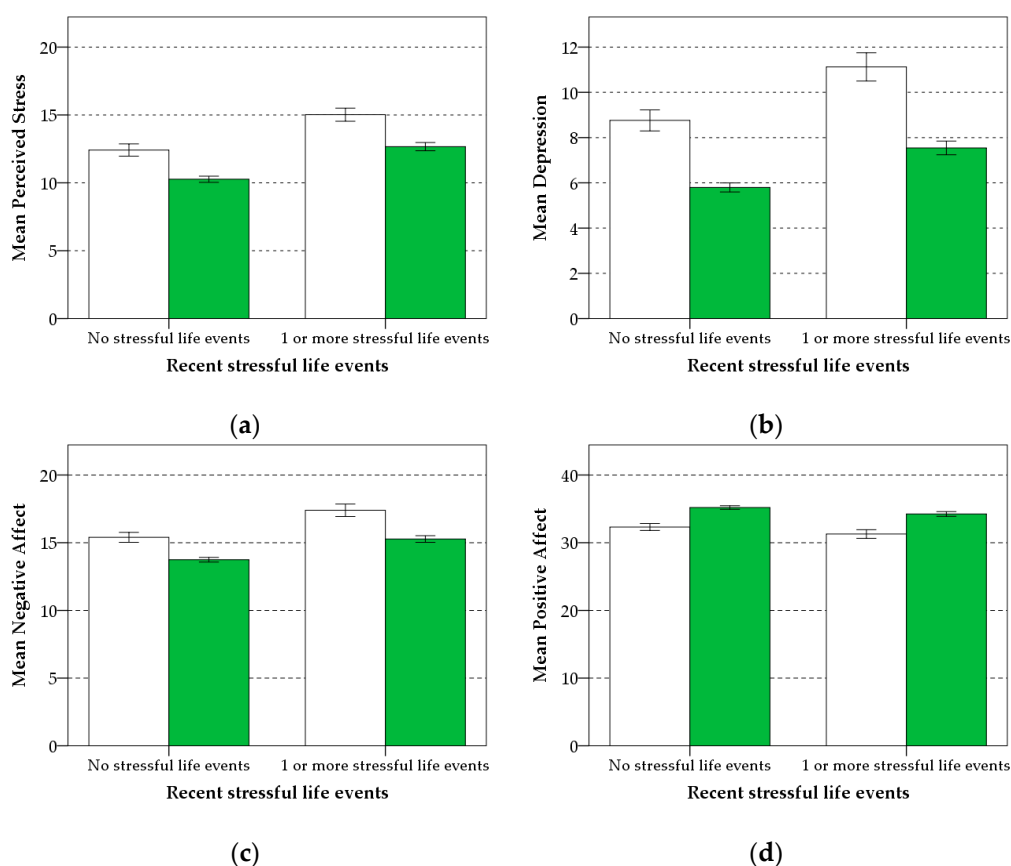 Mean Perceived Stress
20
15
10
5
0
No stressful life events
1 or more stressful life events
Recent stressful life events
(a)
Mean Depression
12
10
8
6
4
2
0
No stressful life events
1 or more stressful life events
Recent stressful life events
(b)
Mean Negative Affect
20
15
10
5
0
No stressful life events
1 or more stressful life events
Recent stressful life events
(c)
Mean Positive Affect
40
30
20
10
0
No stressful life events
1 or more stressful life events
Recent stressful life events
(d)